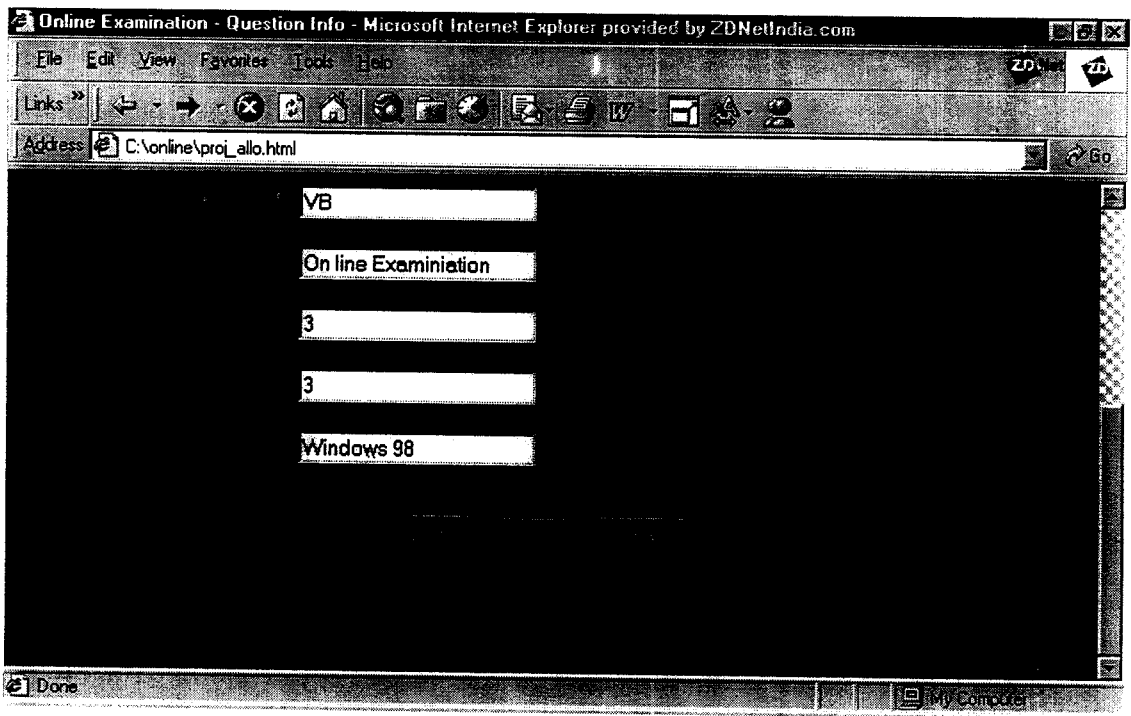 Online Examination - Question Info - Microsoft Internet Explorer provided by ZDNetIndia.com
File Edit View Favorites Tools Help
ZD
Links »
Address C:\online\proj_allo.html Go
VB
On line Examiniation
3
3
Windows 98
Done My Computer